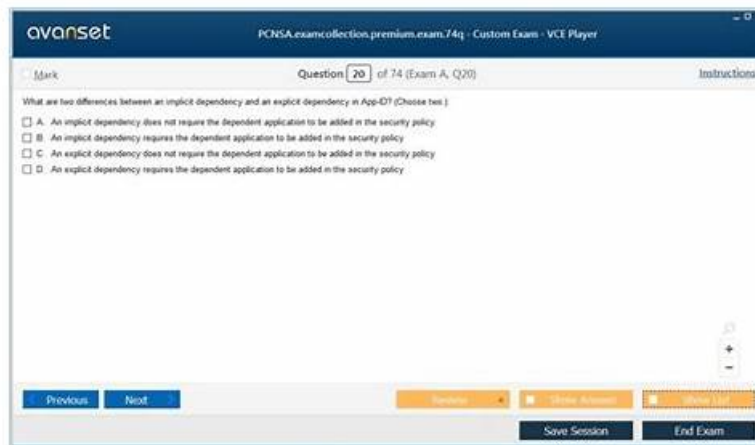 avanset
PCNSA.examcollection.premium.exam.74q - Custom Exam - VCE Player
Mark
Question 20 of 74 (Exam A, Q20)
Instructions
What are two differences between an implicit dependency and an explicit dependency in App-ID? (Choose two.)
A. An implicit dependency does not require the dependent application to be added in the security policy
B. An implicit dependency requires the dependent application to be added in the security policy
C. An explicit dependency does not require the dependent application to be added in the security policy
D. An explicit dependency requires the dependent application to be added in the security policy
Previous
Next
Review
Show Answer
Show List
Save Session
End Exam